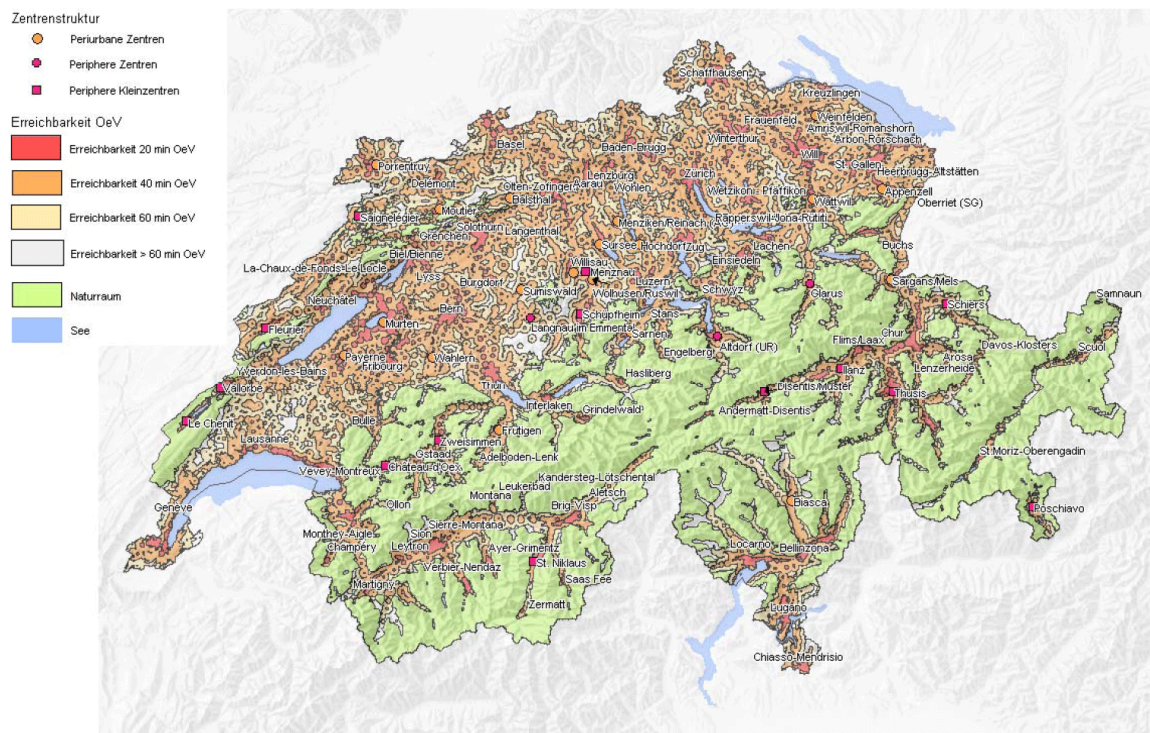 Zentrenstruktur
Periurbane Zentren
Periphere Zentren
Periphere Kleinzentren
Erreichbarkeit OeV
Erreichbarkeit 20 min OeV
Erreichbarkeit 40 min OeV
Erreichbarkeit 60 min OeV
Erreichbarkeit > 60 min OeV
Naturraum
See
Schaffhausen
Kreuzlingen
Weinfelden
Frauenfeld
Amriswil-Romanshorn
Winterthur
Arbon-Rorschach
Basel
Baden-Brugg
Will
St. Gallen
Heerbrugg-Altstätten
Porrentruy
Delémont
Lenzburg
Zürich
Olten-Zofingen
Aarau
Wohlen
Wetzikon - Pfäffikon
Appenzell
Balsthal
Wattwil
Oberriet (SG)
Saignelégier
Moutier
Menziken/Reinach (AG)
Rapperswil-Jona-Rütiti
Solothurn
Langenthal
Grenchen
Sursee
Hochdorf
Zug
Lachen
Buchs
Biel/Bienne
Einsiedeln
La-Chaux-de-Fonds-Le Locle
Willisau
Menznau
Lyss
Burgdorf
Luzern
Sargans/Mels
Sumiswald
Wolhusen/Ruswil
Schwyz
Glarus
Samnaun
Neuchatel
Schiers
Bern
Schüpfheim
Stans
Murten
Fleurier
Langnau im Emmental
Sarnen
Altdorf (UR)
Chur
Flims/Laax
Davos-Klosters
Scuol
Engelberg
Payerne
Wahlern
Arosa
Fribourg
Yverdon-les-Bains
Hasliberg
Ilanz
Lenzerheide
Vallorbe
Thun
Disentis/Muster
Thusis
Interlaken
Andermatt-Disentis
Grindelwald
Le Chenit
Bulle
Frutigen
Lausanne
Zweisimmen
Gstaad
Adelboden-Lenk
St.Moriz-Oberengadin
Vevey-Montreux
Château-d'Oex
Kandersteg-Lötschental
Leukerbad
Aletsch
Montana
Genève
Ollon
Brig-Visp
Biasca
Poschiavo
Sierre-Montana
Monthey-Aigle
Sion
Champéry
Leytron
Ayer-Grimentz
Locarno
Bellinzona
Verbier-Nendaz
St. Niklaus
Martigny
Saas Fee
Zermatt
Lugano
Chiasso-Mendrisio